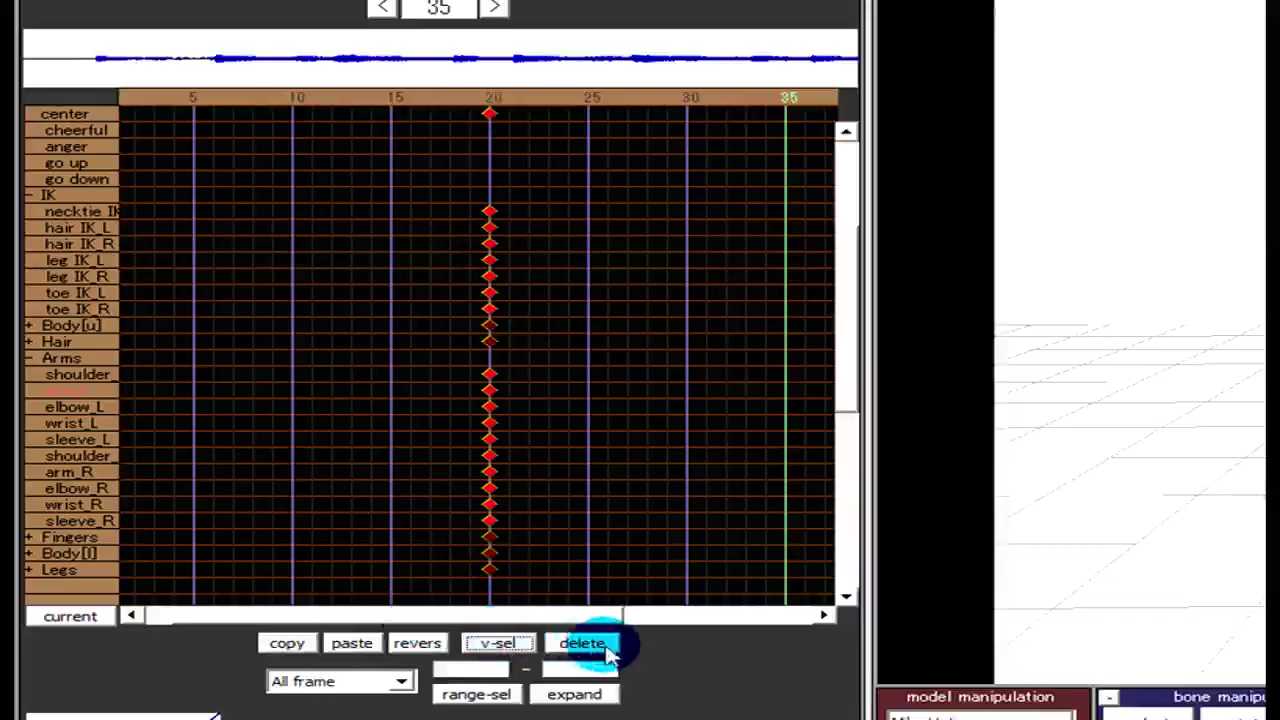 < 35 >
5 10 15 20 25 30 35
center
cheerful
anger
go up
go down
- IK
necktie IK
hair IK_L
hair IK_R
leg IK_L
leg IK_R
toe IK_L
toe IK_R
+ Body[u]
+ Hair
- Arms
shoulder_
elbow_L
wrist_L
sleeve_L
shoulder_
arm_R
elbow_R
wrist_R
sleeve_R
+ Fingers
+ Body[l]
+ Legs
current
copy paste revers v-sel delete
All frame -
range-sel expand
model manipulation - bone manipu